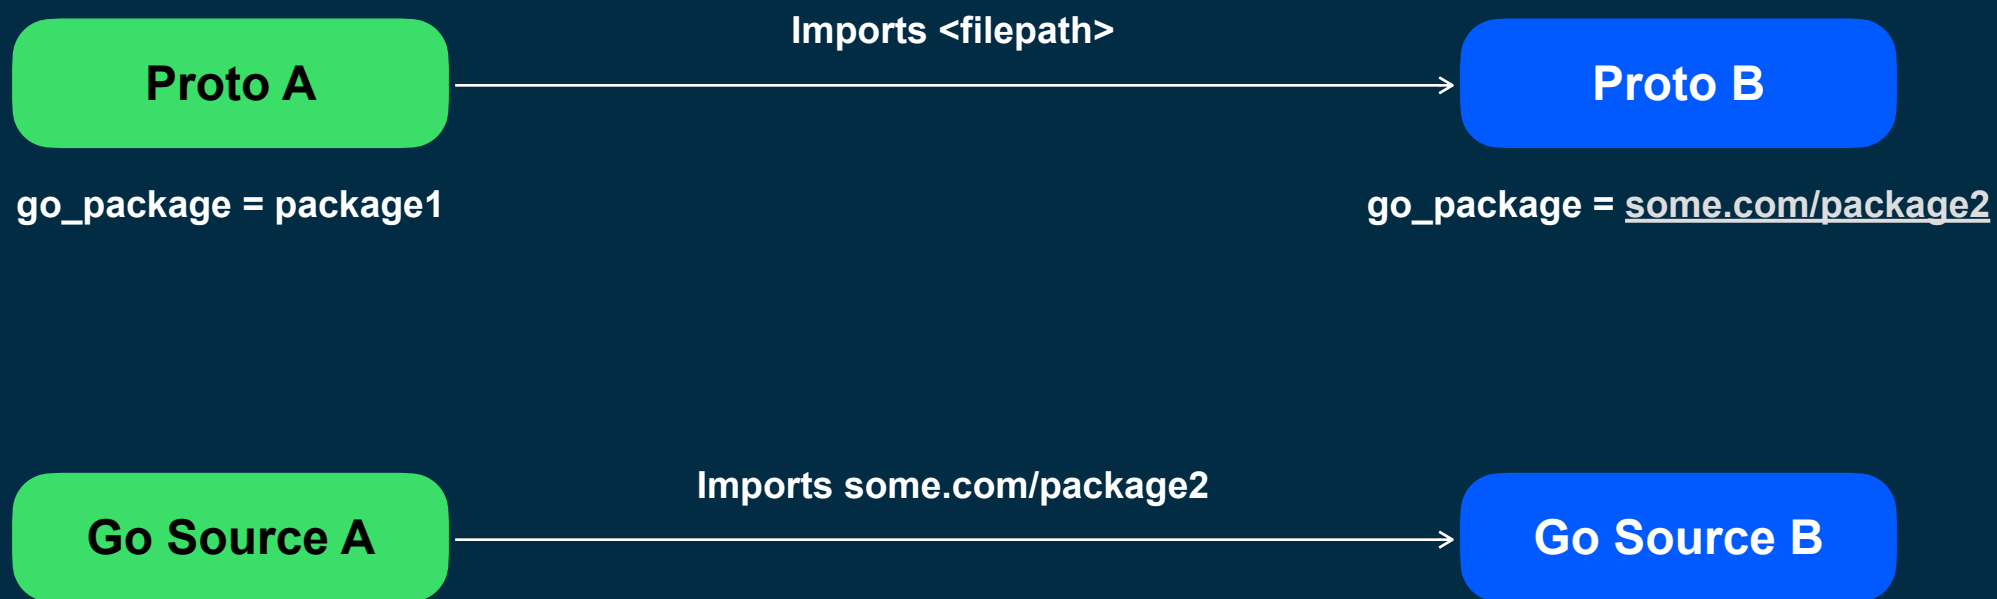 Imports <filepath>
Proto A
Proto B
go_package = package1
go_package = some.com/package2
Imports some.com/package2
Go Source A
Go Source B